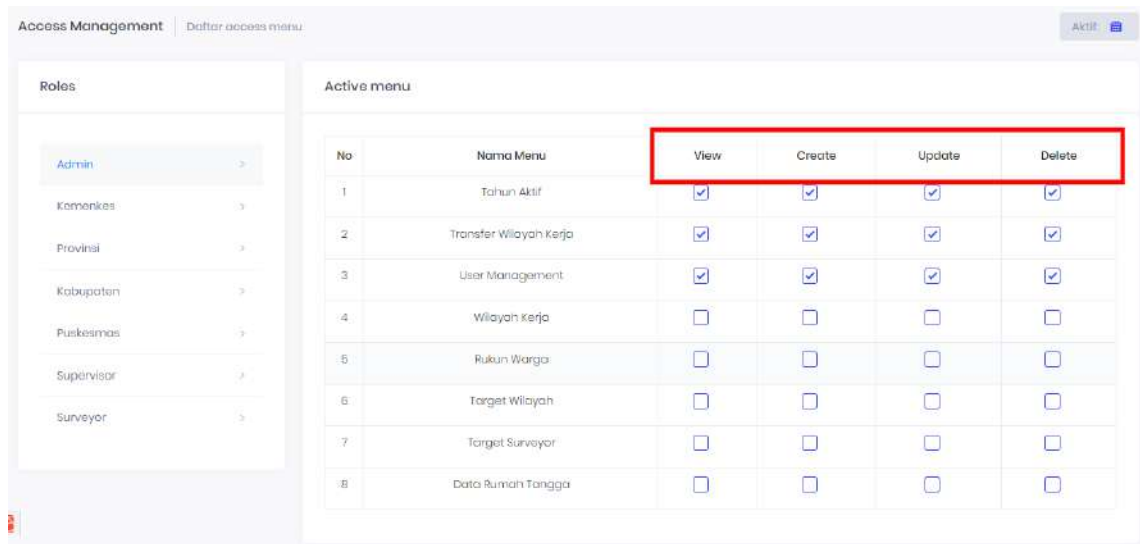 Access Management Daftar access menu
Aktif:
Roles
Active menu
Admin
Kemenkes
Provinsi
Kabupaten
Puskesmas
Supervisor
Surveyor
No Nama Menu View Create Update Delete
1 Tahun Aktif
2 Transfer Wilayah Kerja
3 User Management
4 Wilayah Kerja
5 Rukun Warga
6 Target Wilayah
7 Target Surveyor
8 Data Rumah Tangga